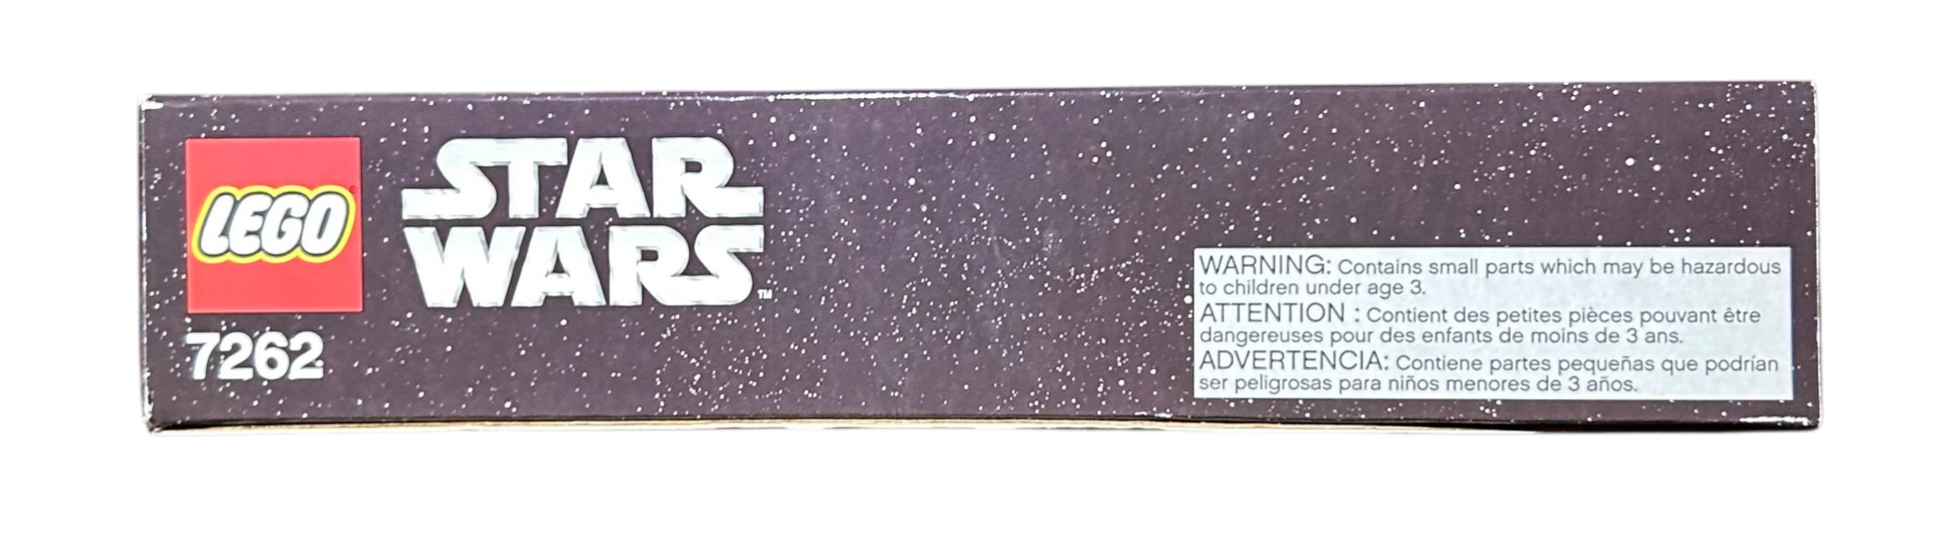 LEGO®
STAR
WARS™
7262
WARNING: Contains small parts which may be hazardous
to children under age 3.
ATTENTION : Contient des petites pièces pouvant être
dangereuses pour des enfants de moins de 3 ans.
ADVERTENCIA: Contiene partes pequeñas que podrían
ser peligrosas para niños menores de 3 años.